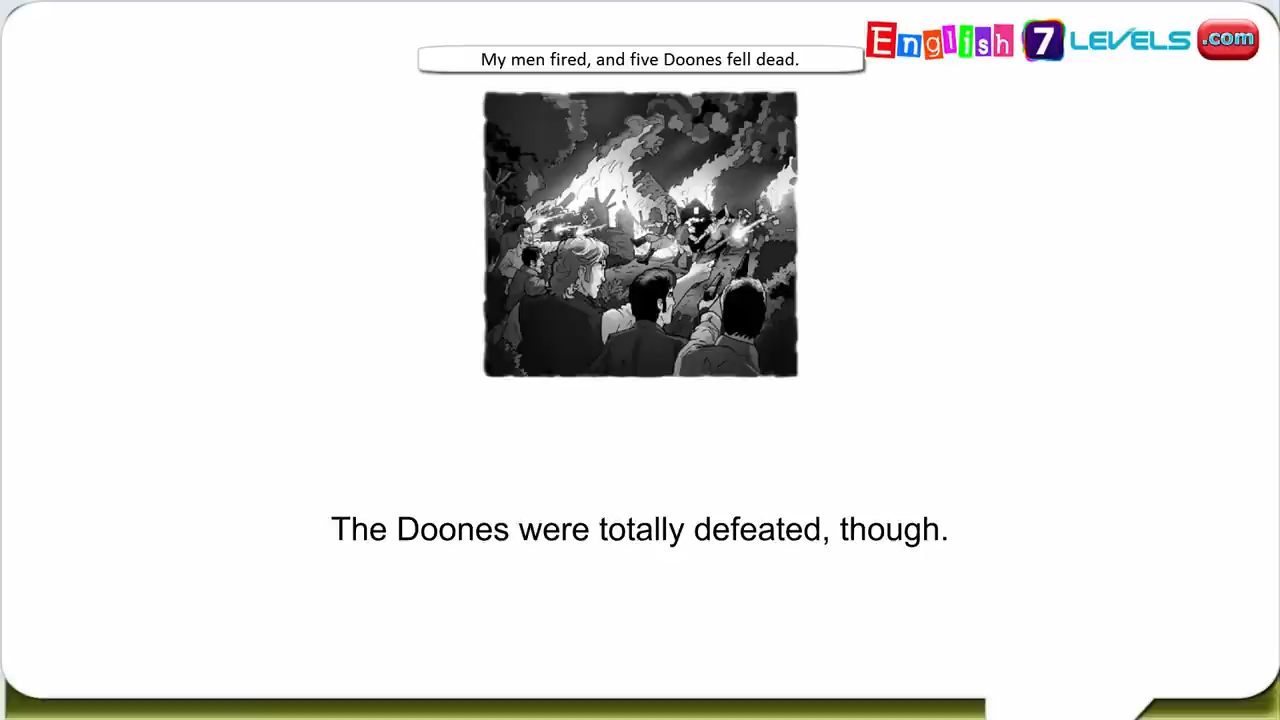 English 7 LEVELS .com
My men fired, and five Doones fell dead.
The Doones were totally defeated, though.